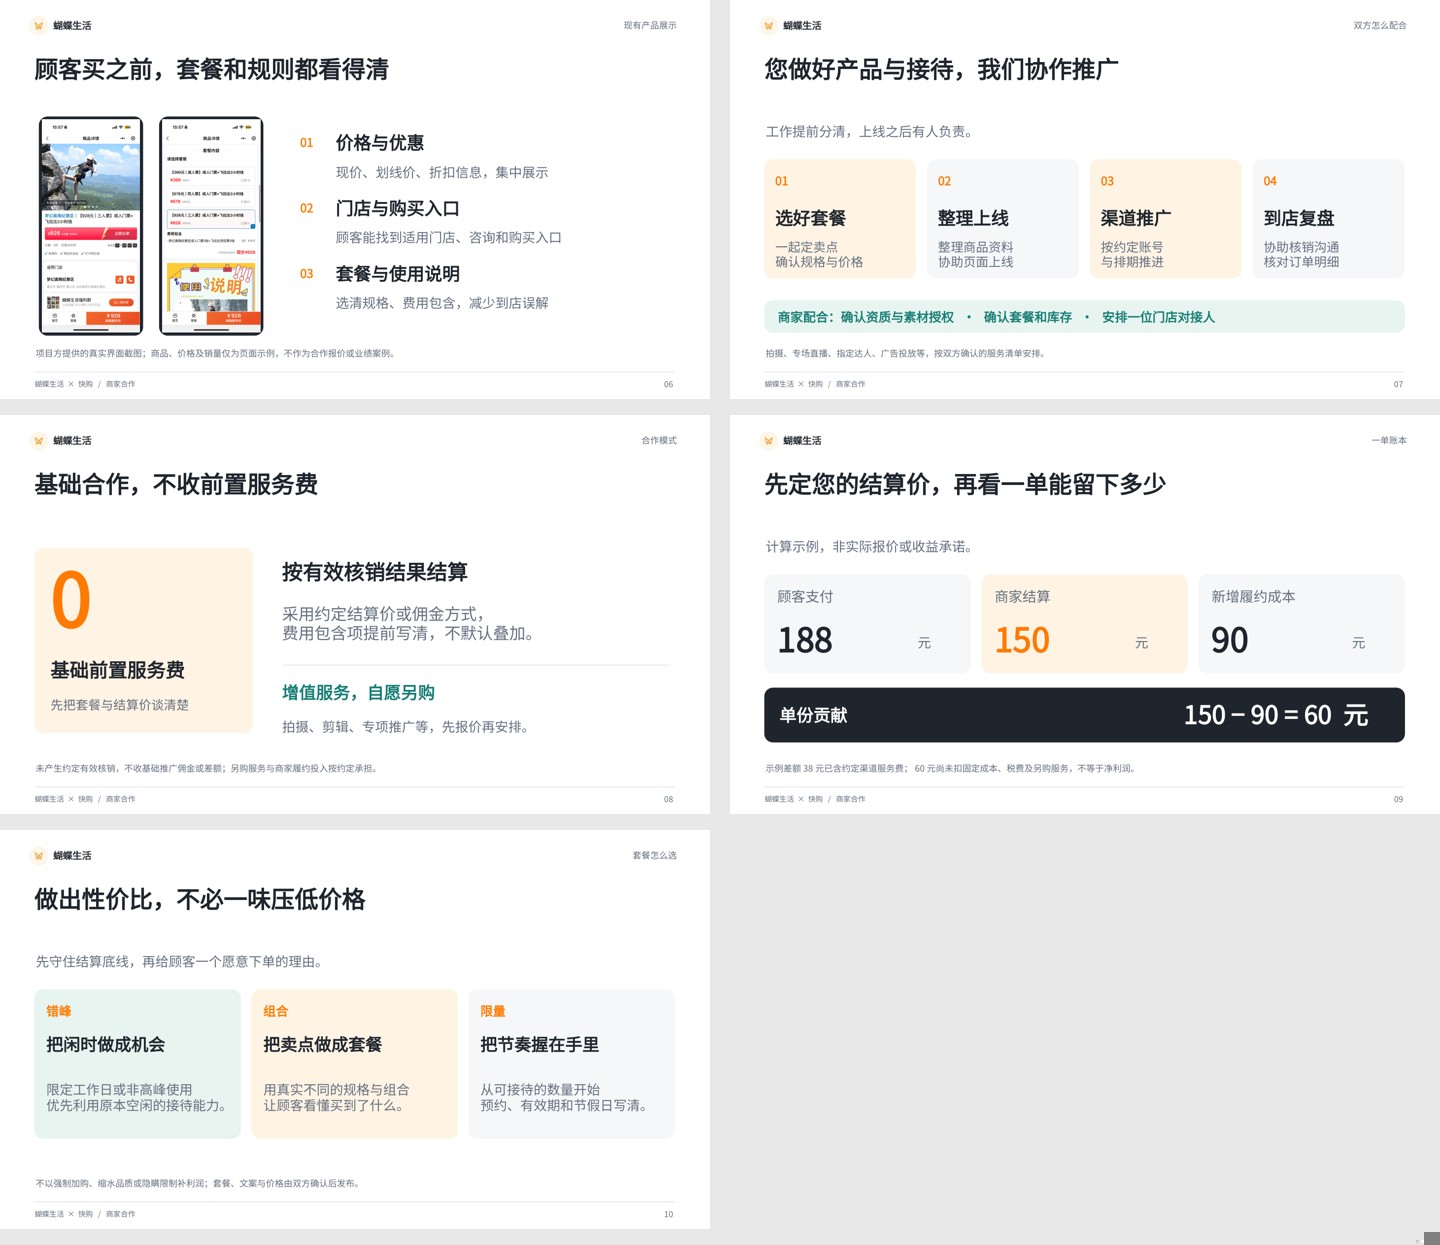 蝴蝶生活
现有产品展示
顾客买之前，套餐和规则都看得清
01
价格与优惠
现价、划线价、折扣信息，集中展示
02
门店与购买入口
顾客能找到适用门店、咨询和购买入口
03
套餐与使用说明
选清规格、费用包含，减少到店误解
15:07
商品详情
15:07
商品详情
套餐内容
使用
说明
项目方提供的真实界面截图；商品、价格及销量仅为页面示例，不作为合作报价或业绩案例。
蝴蝶生活 × 快购 / 商家合作
06
蝴蝶生活
双方怎么配合
您做好产品与接待，我们协作推广
工作提前分清，上线之后有人负责。
01
选好套餐
一起定卖点
确认规格与价格
02
整理上线
整理商品资料
协助页面上线
03
渠道推广
按约定账号
与排期推进
04
到店复盘
协助核销沟通
核对订单明细
商家配合：确认资质与素材授权 • 确认套餐和库存 • 安排一位门店对接人
拍摄、专场直播、指定达人、广告投放等，按双方确认的服务清单安排。
蝴蝶生活 × 快购 / 商家合作
07
蝴蝶生活
合作模式
基础合作，不收前置服务费
0
基础前置服务费
先把套餐与结算价谈清楚
按有效核销结果结算
采用约定结算价或佣金方式，
费用包含项提前写清，不默认叠加。
增值服务，自愿另购
拍摄、剪辑、专项推广等，先报价再安排。
未产生约定有效核销，不收基础推广佣金或差额；另购服务与商家履约投入按约定承担。
蝴蝶生活 × 快购 / 商家合作
08
蝴蝶生活
一单账本
先定您的结算价，再看一单能留下多少
计算示例，非实际报价或收益承诺。
顾客支付
188 元
商家结算
150 元
新增履约成本
90 元
单份贡献
150 − 90 = 60 元
示例差额 38 元已含约定渠道服务费； 60 元尚未扣固定成本、税费及另购服务，不等于净利润。
蝴蝶生活 × 快购 / 商家合作
09
蝴蝶生活
套餐怎么选
做出性价比，不必一味压低价格
先守住结算底线，再给顾客一个愿意下单的理由。
错峰
把闲时做成机会
限定工作日或非高峰使用
优先利用原本空闲的接待能力。
组合
把卖点做成套餐
用真实不同的规格与组合
让顾客看懂买到了什么。
限量
把节奏握在手里
从可接待的数量开始
预约、有效期和节假日写清。
不以强制加购、缩水品质或隐瞒限制补利润；套餐、文案与价格由双方确认后发布。
蝴蝶生活 × 快购 / 商家合作
10